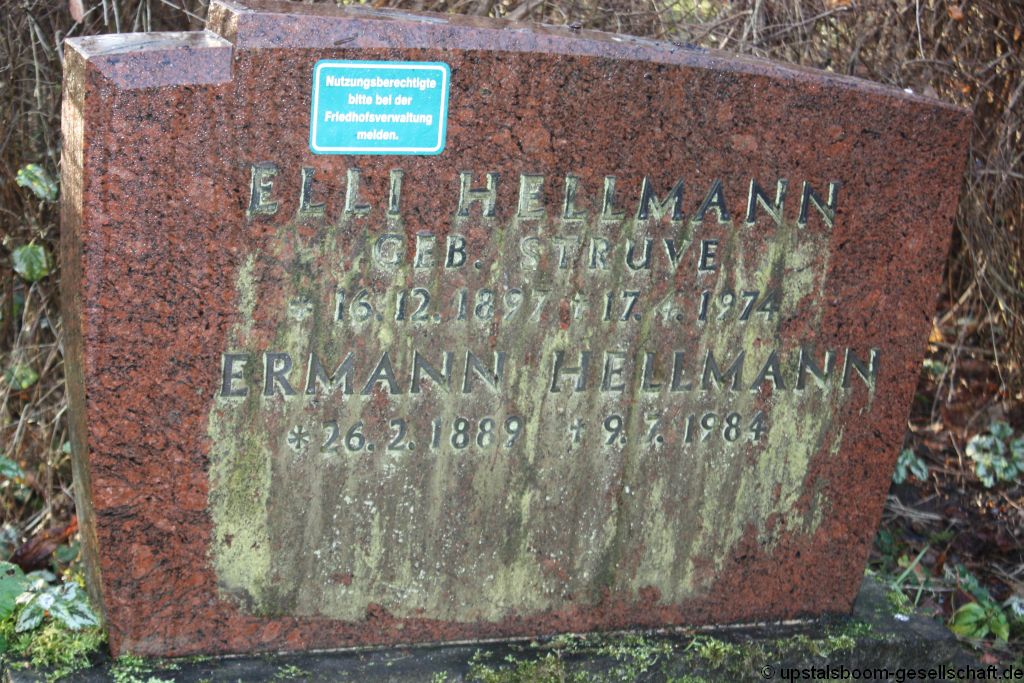 Nutzungsberechtigte
bitte bei der
Friedhofsverwaltung
melden.
ELLI HELLMANN
GEB. STRUVE
* 16.12.1897 † 17.4.1974
ERMANN HELLMANN
* 26.2.1889 † 9.7.1984
© upstalsboom-gesellschaft.de